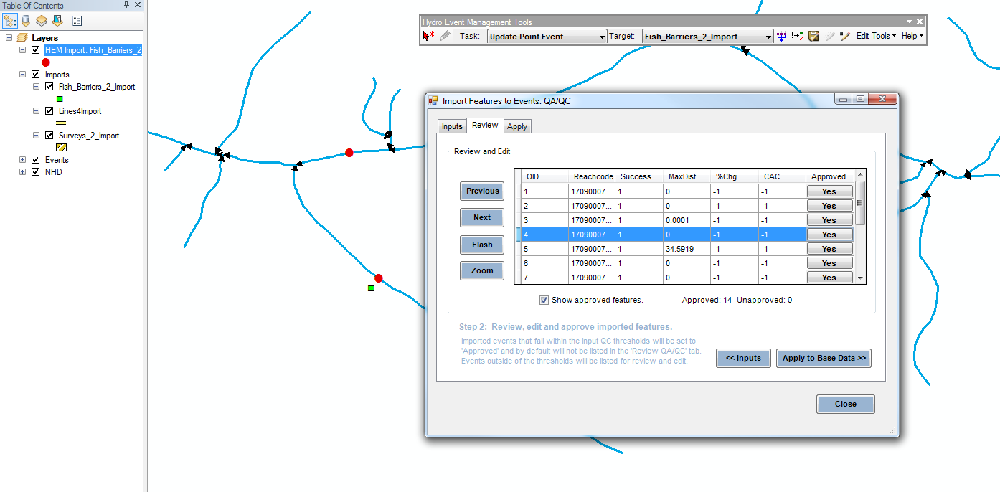 Table Of Contents
Layers
HEM Import: Fish_Barriers_2
Imports
Fish_Barriers_2_Import
Lines4Import
Surveys_2_Import
Events
NHD
Hydro Event Management Tools
Task: Update Point Event Target: Fish_Barriers_2_Import Edit Tools Help
Import Features to Events: QA/QC
Inputs Review Apply
Review and Edit
Previous
Next
Flash
Zoom
OID Reachcode Success MaxDist %Chg CAC Approved
1 17090007... 1 0 -1 -1 Yes
2 17090007... 1 0 -1 -1 Yes
3 17090007... 1 0.0001 -1 -1 Yes
4 17090007... 1 0 -1 -1 Yes
5 17090007... 1 34.5919 -1 -1 Yes
6 17090007... 1 0 -1 -1 Yes
7 17090007... 1 0 -1 -1 Yes
Show approved features. Approved: 14 Unapproved: 0
Step 2: Review, edit and approve imported features.
Imported events that fall within the input QC thresholds will be set to
'Approved' and by default will not be listed in the 'Review QA/QC' tab.
Events outside of the thresholds will be listed for review and edit.
<< Inputs Apply to Base Data >>
Close